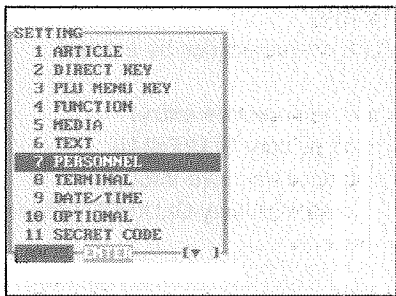 SETTING
1 ARTICLE
2 DIRECT KEY
3 PLU MENU KEY
4 FUNCTION
5 MEDIA
6 TEXT
7 PERSONNEL
8 TERMINAL
9 DATE/TIME
10 OPTIONAL
11 SECRET CODE
ENTER [▼ ]